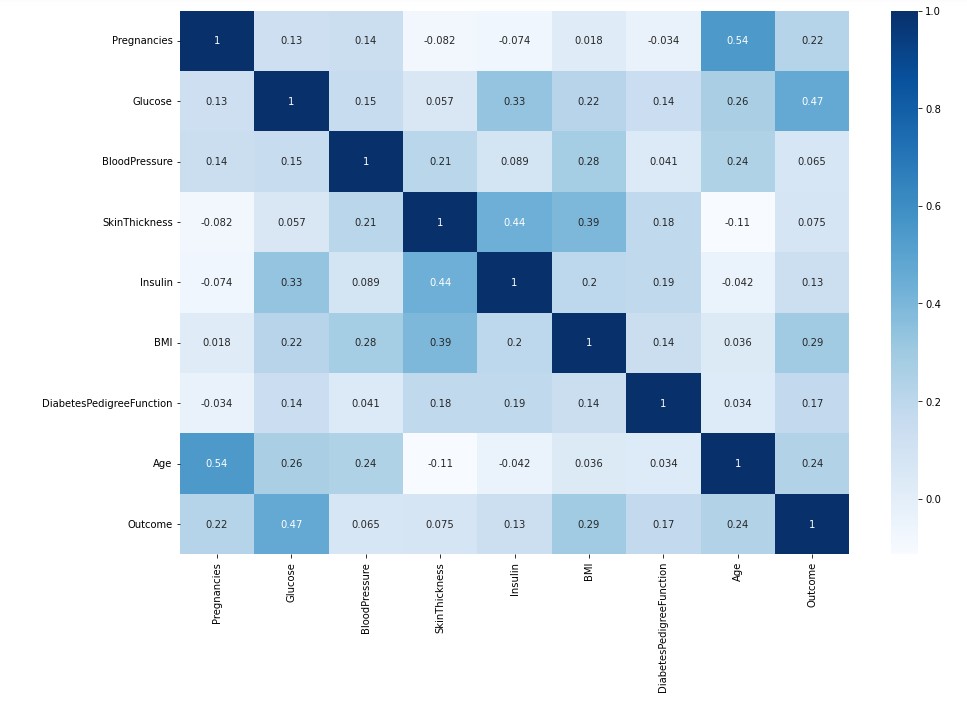 Pregnancies 1 0.13 0.14 -0.082 -0.074 0.018 -0.034 0.54 0.22
Glucose 0.13 1 0.15 0.057 0.33 0.22 0.14 0.26 0.47
BloodPressure 0.14 0.15 1 0.21 0.089 0.28 0.041 0.24 0.065
SkinThickness -0.082 0.057 0.21 1 0.44 0.39 0.18 -0.11 0.075
Insulin -0.074 0.33 0.089 0.44 1 0.2 0.19 -0.042 0.13
BMI 0.018 0.22 0.28 0.39 0.2 1 0.14 0.036 0.29
DiabetesPedigreeFunction -0.034 0.14 0.041 0.18 0.19 0.14 1 0.034 0.17
Age 0.54 0.26 0.24 -0.11 -0.042 0.036 0.034 1 0.24
Outcome 0.22 0.47 0.065 0.075 0.13 0.29 0.17 0.24 1
Pregnancies
Glucose
BloodPressure
SkinThickness
Insulin
BMI
DiabetesPedigreeFunction
Age
Outcome
1.0
0.8
0.6
0.4
0.2
0.0